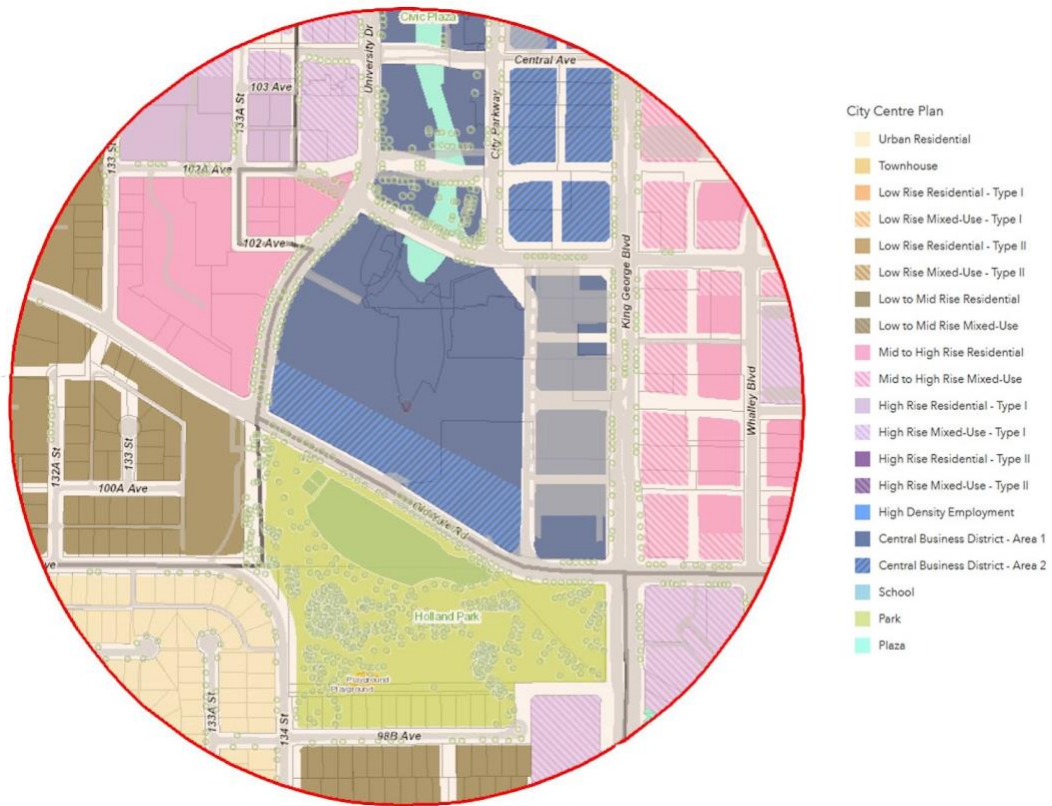 Civic Plaza
University Dr
Central Ave
City Parkway
103 Ave
133A St
133 St
102A Ave
102 Ave
King George Blvd
Whalley Blvd
132A St
133 St
100A Ave
Old Yale Rd
Holland Park
Playground
Playground
133A St
134 St
98B Ave
City Centre Plan
Urban Residential
Townhouse
Low Rise Residential - Type I
Low Rise Mixed-Use - Type I
Low Rise Residential - Type II
Low Rise Mixed-Use - Type II
Low to Mid Rise Residential
Low to Mid Rise Mixed-Use
Mid to High Rise Residential
Mid to High Rise Mixed-Use
High Rise Residential - Type I
High Rise Mixed-Use - Type I
High Rise Residential - Type II
High Rise Mixed-Use - Type II
High Density Employment
Central Business District - Area 1
Central Business District - Area 2
School
Park
Plaza